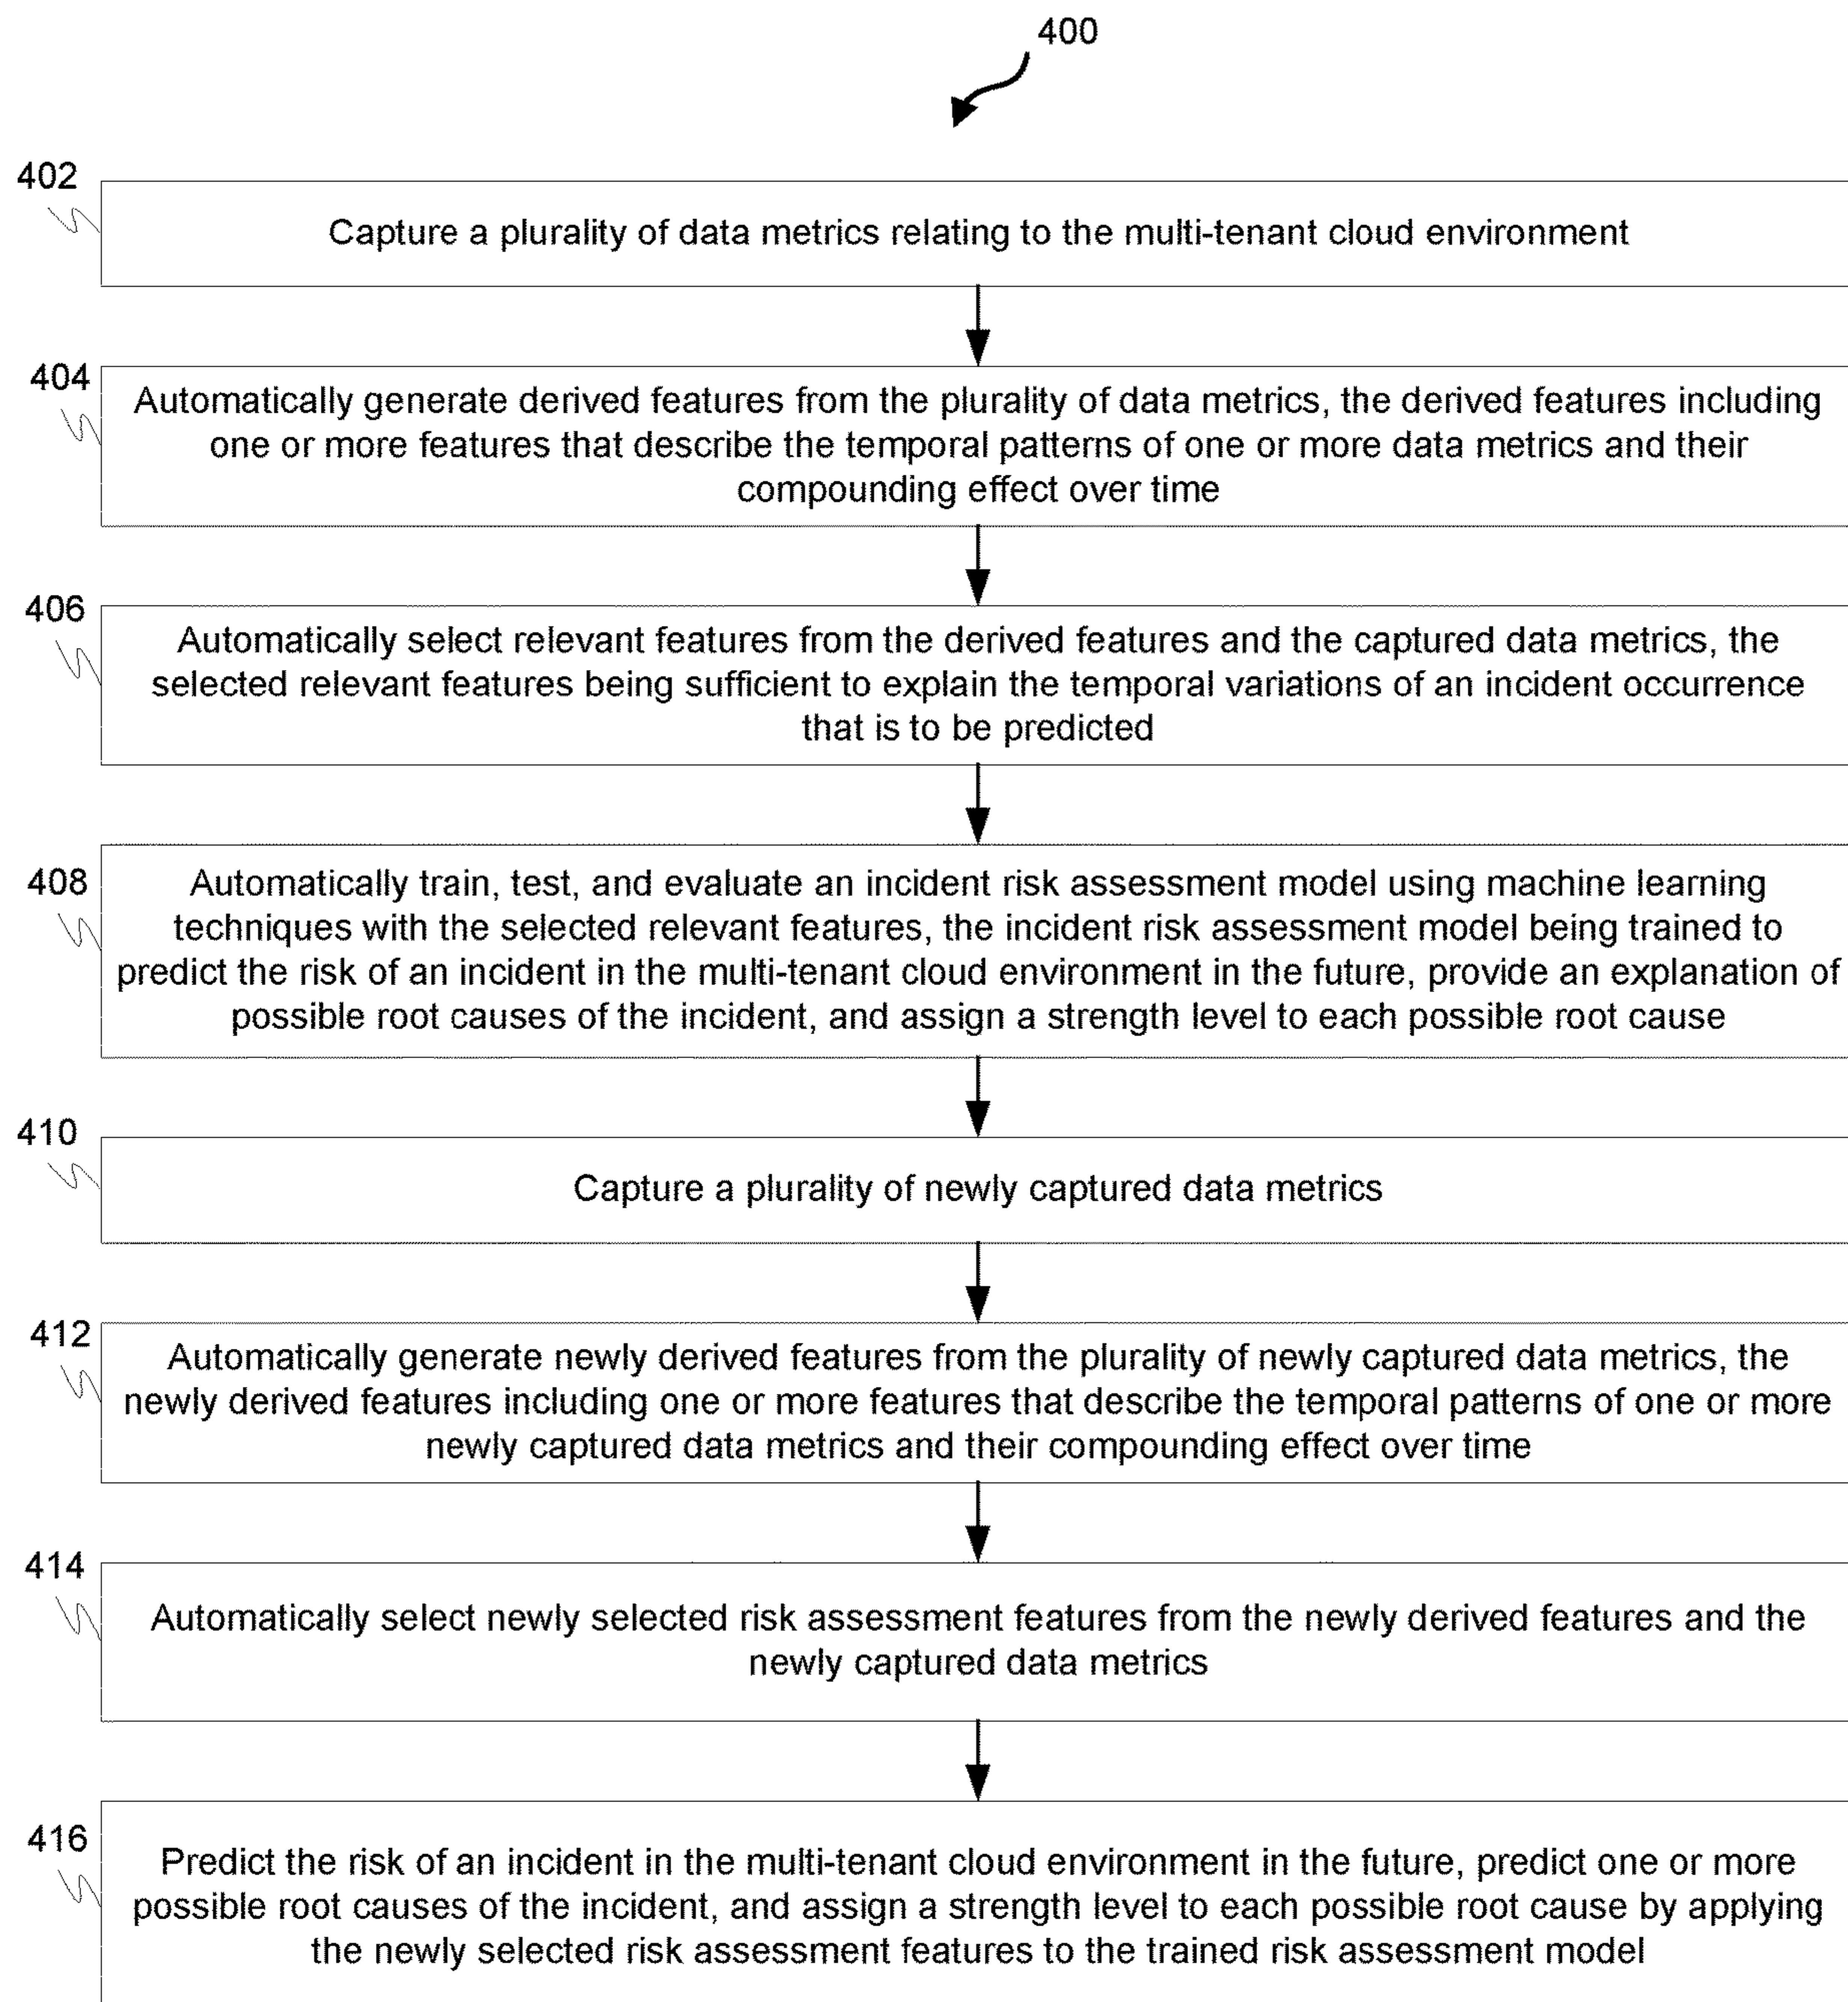 400
402
Capture a plurality of data metrics relating to the multi-tenant cloud environment
404
Automatically generate derived features from the plurality of data metrics, the derived features including
one or more features that describe the temporal patterns of one or more data metrics and their
compounding effect over time
406
Automatically select relevant features from the derived features and the captured data metrics, the
selected relevant features being sufficient to explain the temporal variations of an incident occurrence
that is to be predicted
408
Automatically train, test, and evaluate an incident risk assessment model using machine learning
techniques with the selected relevant features, the incident risk assessment model being trained to
predict the risk of an incident in the multi-tenant cloud environment in the future, provide an explanation of
possible root causes of the incident, and assign a strength level to each possible root cause
410
Capture a plurality of newly captured data metrics
412
Automatically generate newly derived features from the plurality of newly captured data metrics, the
newly derived features including one or more features that describe the temporal patterns of one or more
newly captured data metrics and their compounding effect over time
414
Automatically select newly selected risk assessment features from the newly derived features and the
newly captured data metrics
416
Predict the risk of an incident in the multi-tenant cloud environment in the future, predict one or more
possible root causes of the incident, and assign a strength level to each possible root cause by applying
the newly selected risk assessment features to the trained risk assessment model